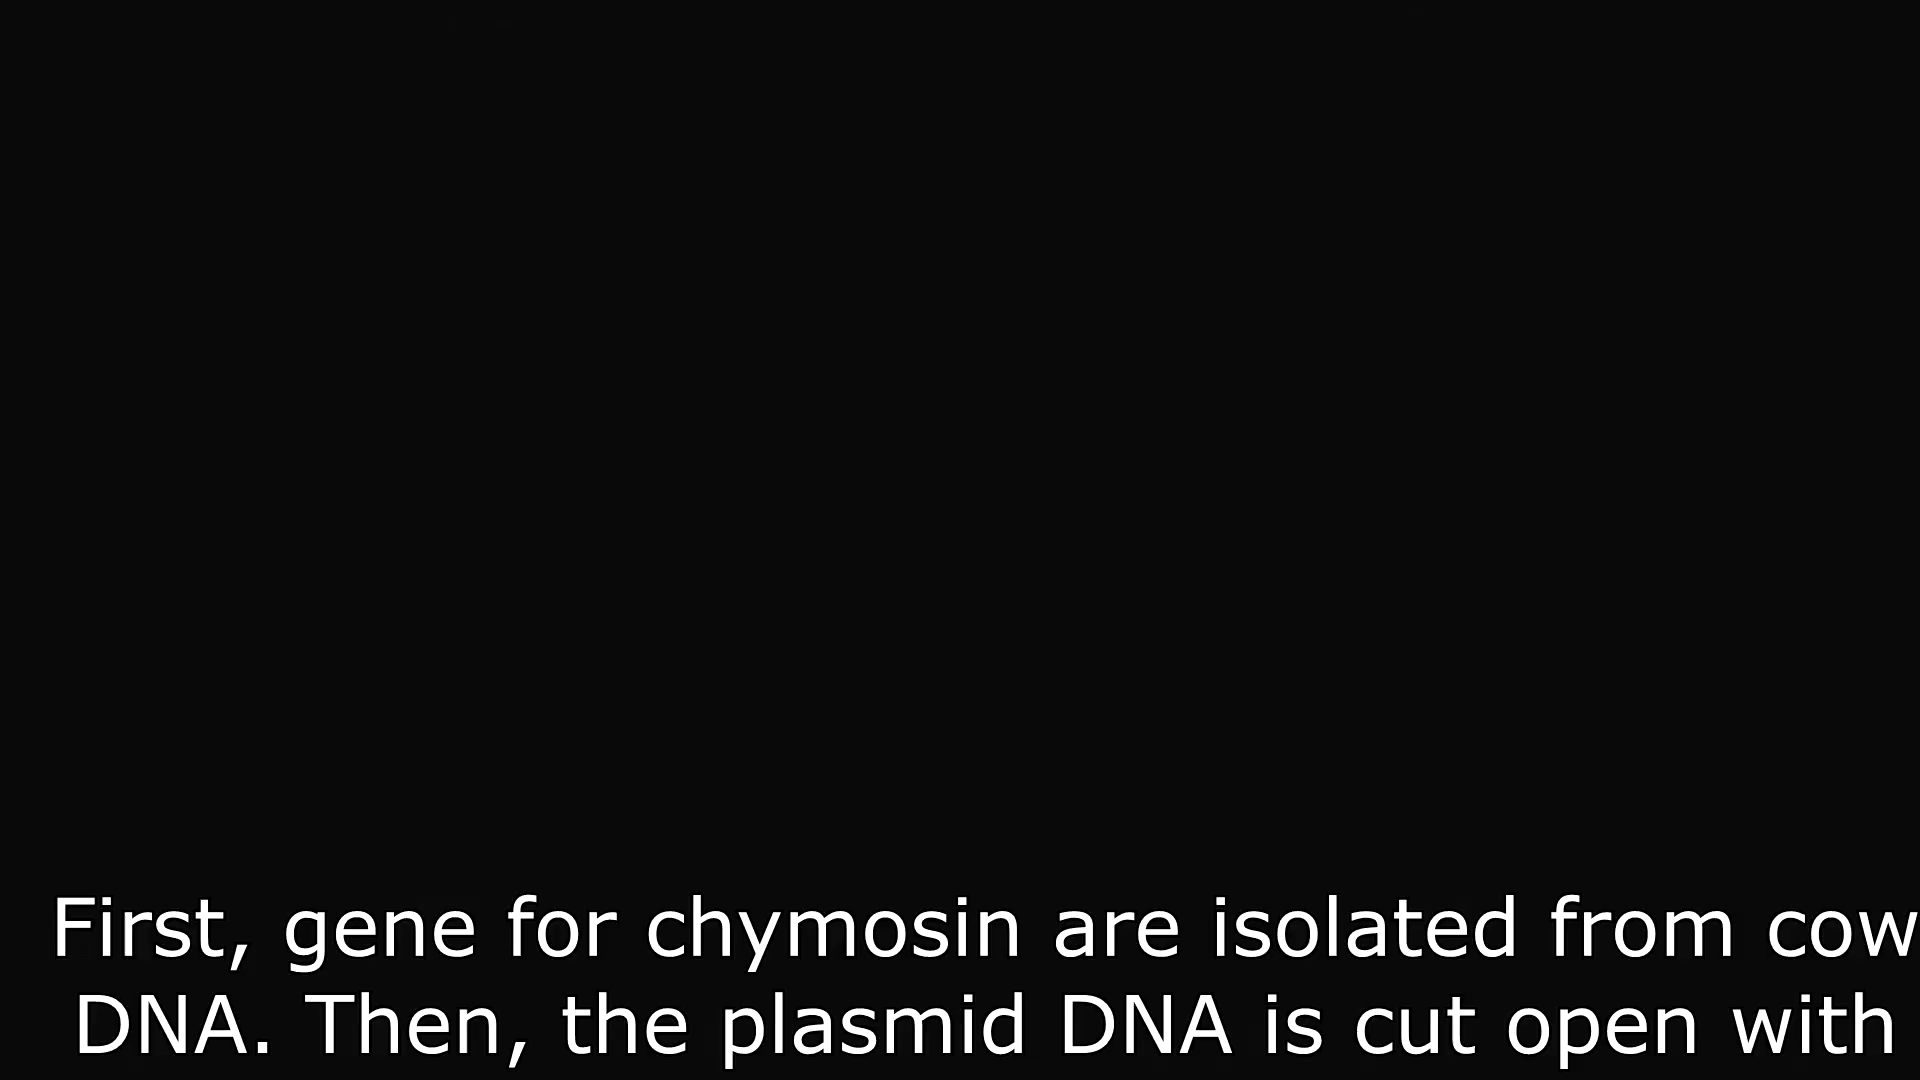 First, gene for chymosin are isolated from cow
DNA. Then, the plasmid DNA is cut open with